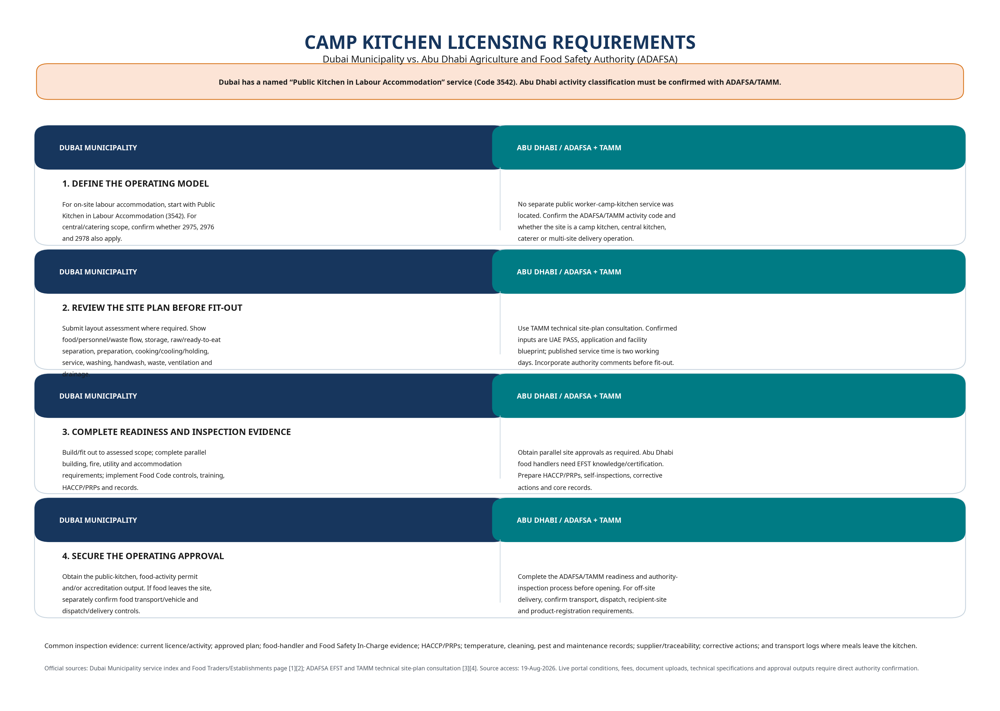 CAMP KITCHEN LICENSING REQUIREMENTS
Dubai Municipality vs. Abu Dhabi Agriculture and Food Safety Authority (ADAFSA)
Dubai has a named “Public Kitchen in Labour Accommodation” service (Code 3542). Abu Dhabi activity classification must be confirmed with ADAFSA/TAMM.
DUBAI MUNICIPALITY
ABU DHABI / ADAFSA + TAMM
1. DEFINE THE OPERATING MODEL
For on-site labour accommodation, start with Public
Kitchen in Labour Accommodation (3542). For
central/catering scope, confirm whether 2975, 2976
and 2978 also apply.
No separate public worker-camp-kitchen service was
located. Confirm the ADAFSA/TAMM activity code and
whether the site is a camp kitchen, central kitchen,
caterer or multi-site delivery operation.
DUBAI MUNICIPALITY
ABU DHABI / ADAFSA + TAMM
2. REVIEW THE SITE PLAN BEFORE FIT-OUT
Submit layout assessment where required. Show
food/personnel/waste flow, storage, raw/ready-to-eat
separation, preparation, cooking/cooling/holding,
service, washing, handwash, waste, ventilation and
drainage.
Use TAMM technical site-plan consultation. Confirmed
inputs are UAE PASS, application and facility
blueprint; published service time is two working
days. Incorporate authority comments before fit-out.
DUBAI MUNICIPALITY
ABU DHABI / ADAFSA + TAMM
3. COMPLETE READINESS AND INSPECTION EVIDENCE
Build/fit out to assessed scope; complete parallel
building, fire, utility and accommodation
requirements; implement Food Code controls, training,
HACCP/PRPs and records.
Obtain parallel site approvals as required. Abu Dhabi
food handlers need EFST knowledge/certification.
Prepare HACCP/PRPs, self-inspections, corrective
actions and core records.
DUBAI MUNICIPALITY
ABU DHABI / ADAFSA + TAMM
4. SECURE THE OPERATING APPROVAL
Obtain the public-kitchen, food-activity permit
and/or accreditation output. If food leaves the site,
separately confirm food transport/vehicle and
dispatch/delivery controls.
Complete the ADAFSA/TAMM readiness and authority-
inspection process before opening. For off-site
delivery, confirm transport, dispatch, recipient-site
and product-registration requirements.
Common inspection evidence: current licence/activity; approved plan; food-handler and Food Safety In-Charge evidence; HACCP/PRPs; temperature, cleaning, pest and maintenance records; supplier/traceability; corrective actions; and transport logs where meals leave the kitchen.
Official sources: Dubai Municipality service index and Food Traders/Establishments page [1][2]; ADAFSA EFST and TAMM technical site-plan consultation [3][4]. Source access: 19-Aug-2026. Live portal conditions, fees, document uploads, technical specifications and approval outputs require direct authority confirmation.